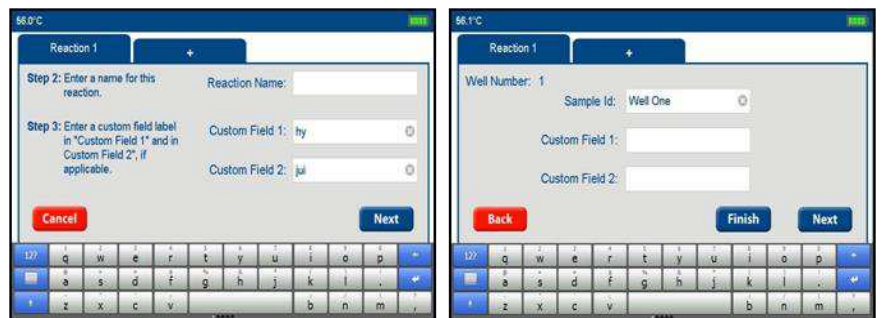 56.0°C
Reaction 1
+
Step 2: Enter a name for this
reaction.
Reaction Name:
Step 3: Enter a custom field label
in "Custom Field 1" and in
Custom Field 2", if
applicable.
Custom Field 1: hy
Custom Field 2: jui
Cancel
Next
12?
q w e r t y u i o p
a s d f g h j k l .
z x c v b n m ,
56.1°C
Reaction 1
+
Well Number: 1
Sample Id: Well One
Custom Field 1:
Custom Field 2:
Back
Finish
Next
12?
q w e r t y u i o p
a s d f g h j k l .
z x c v b n m ,